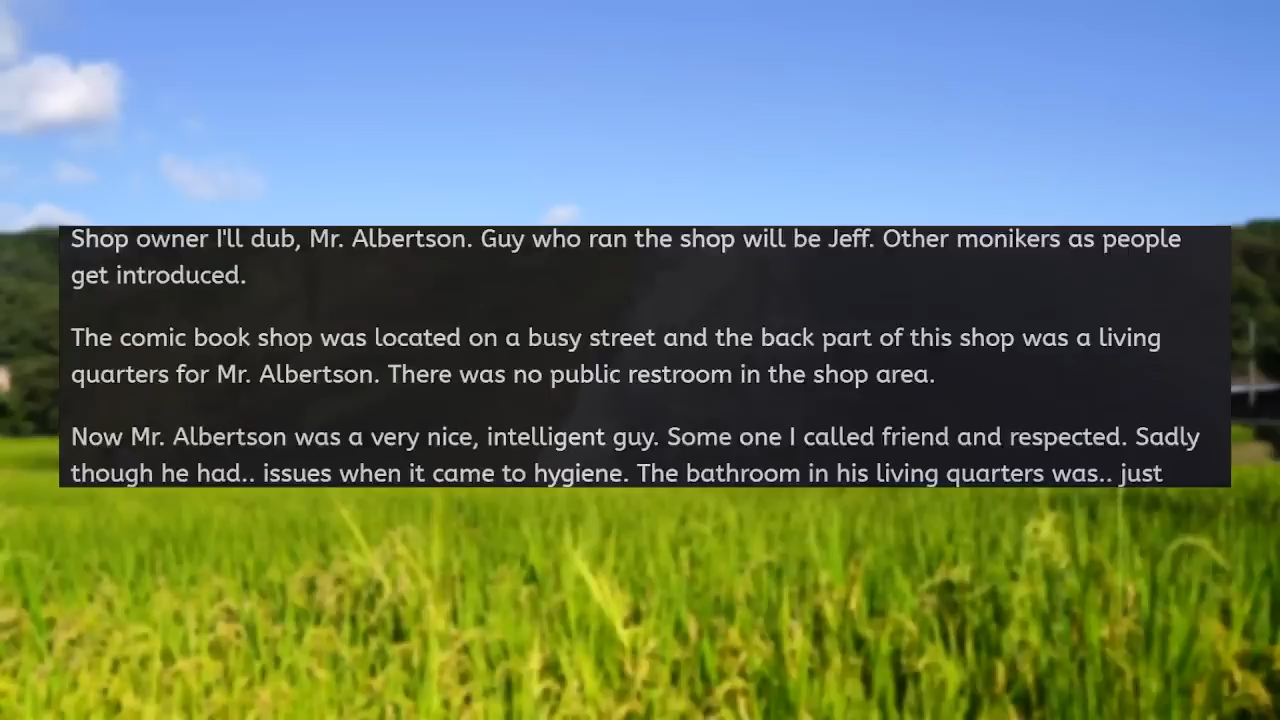 Shop owner I'll dub, Mr. Albertson. Guy who ran the shop will be Jeff. Other monikers as people
get introduced.
The comic book shop was located on a busy street and the back part of this shop was a living
quarters for Mr. Albertson. There was no public restroom in the shop area.
Now Mr. Albertson was a very nice, intelligent guy. Some one I called friend and respected. Sadly
though he had.. issues when it came to hygiene. The bathroom in his living quarters was.. just